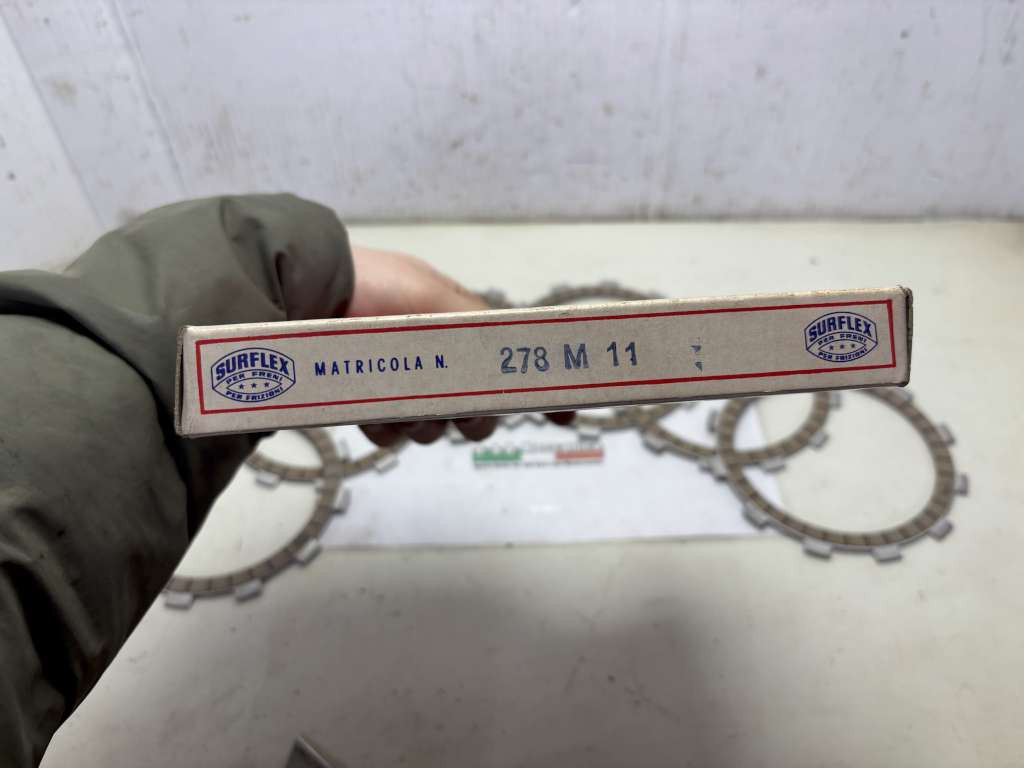 SURFLEX
PER FRENI
PER FRIZIONI
MATRICOLA N. 278 M 11
SURFLEX
PER FRENI
PER FRIZIONI